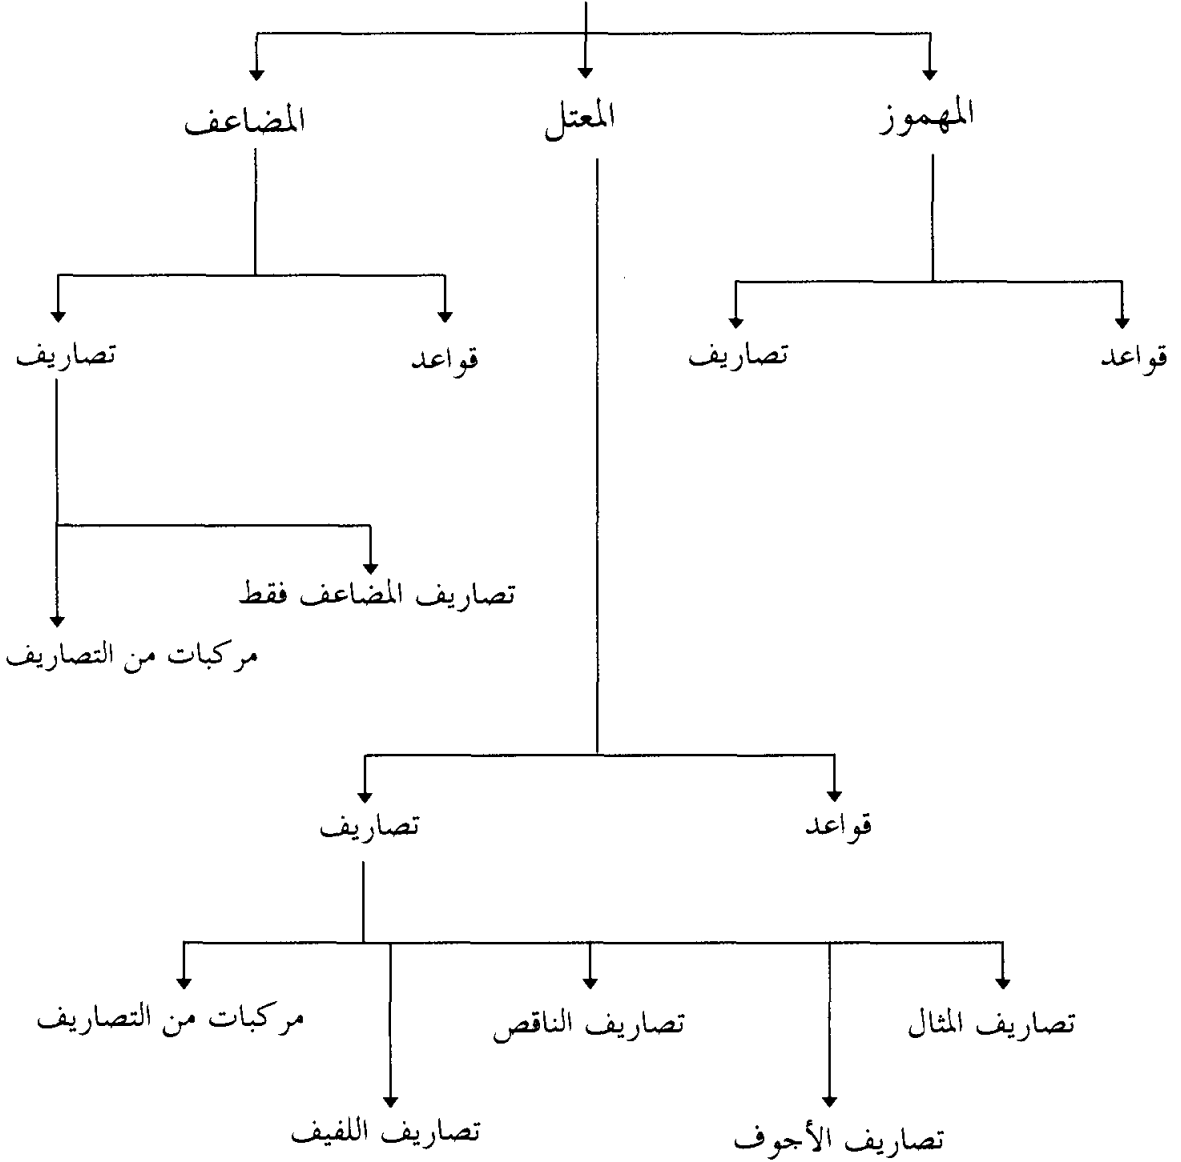 المهموز
المعتل
المضاعف
قواعد
تصاريف
قواعد
تصاريف
تصاريف المضاعف فقط
مركبات من التصاريف
قواعد
تصاريف
تصاريف المثال
تصاريف الناقص
مركبات من التصاريف
تصاريف الأجوف
تصاريف اللفيف